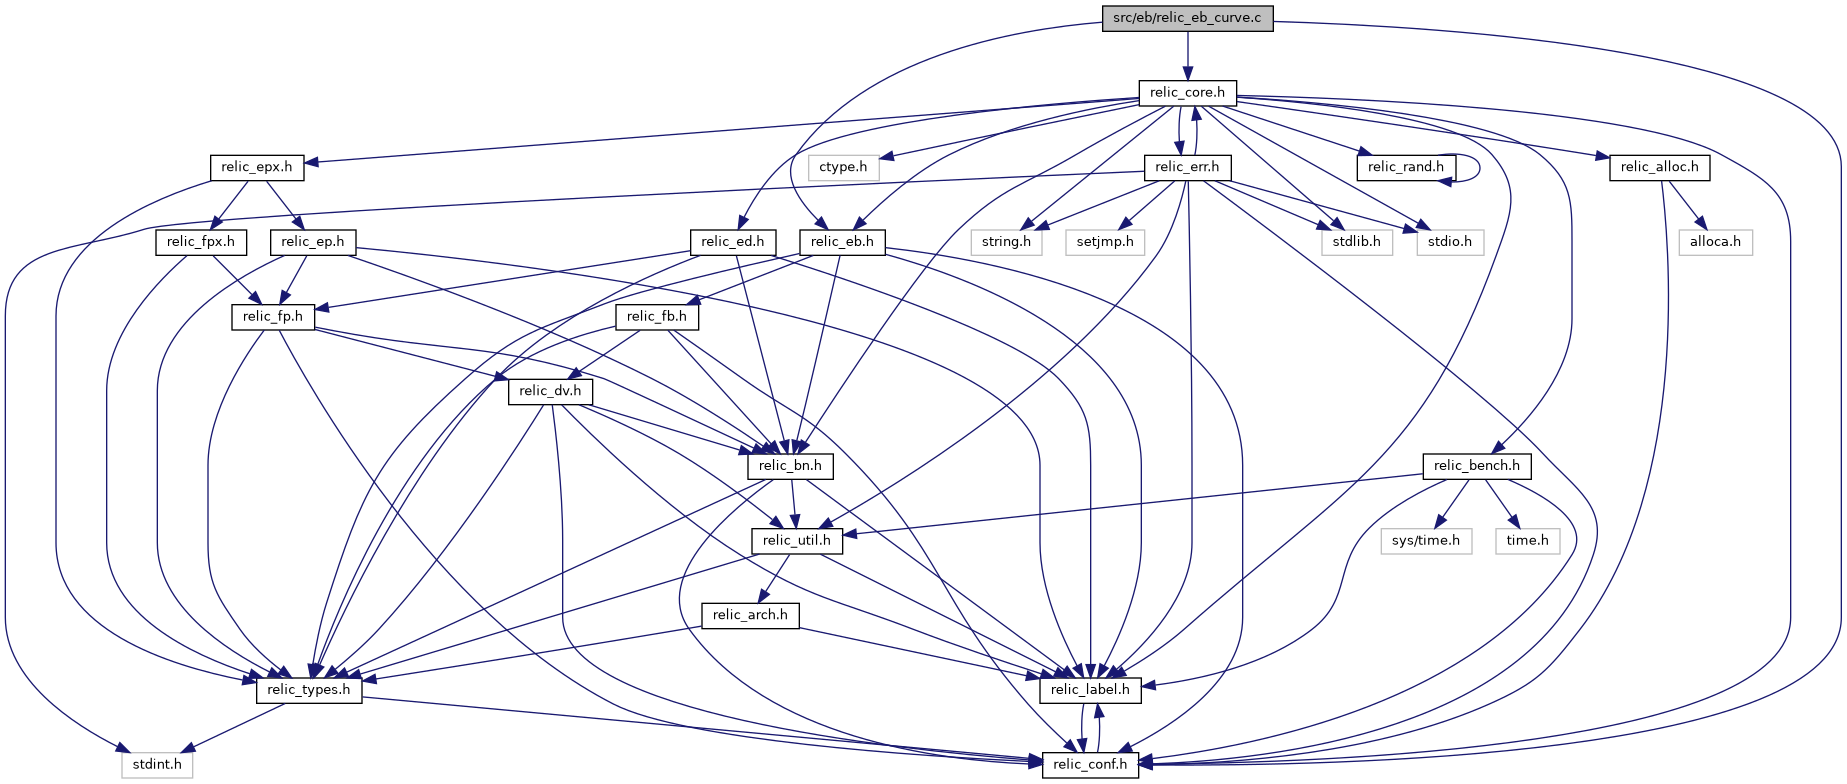 src/eb/relic_eb_curve.c
relic_core.h
relic_epx.h
ctype.h
relic_err.h
relic_rand.h
relic_alloc.h
relic_fpx.h
relic_ep.h
relic_ed.h
relic_eb.h
string.h
setjmp.h
stdlib.h
stdio.h
alloca.h
relic_fp.h
relic_fb.h
relic_dv.h
relic_bn.h
relic_bench.h
relic_util.h
sys/time.h
time.h
relic_arch.h
relic_types.h
relic_label.h
stdint.h
relic_conf.h